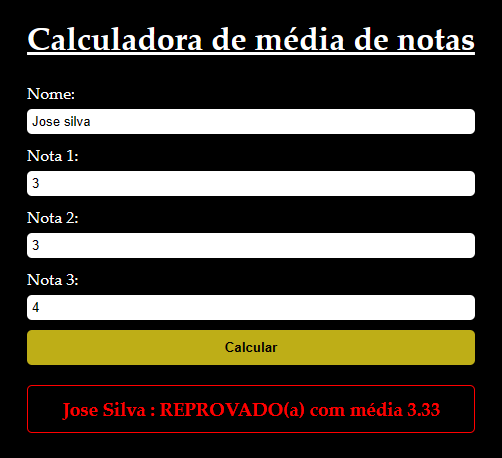 Calculadora de média de notas
Nome:
Jose silva
Nota 1:
3
Nota 2:
3
Nota 3:
4
Calcular
Jose Silva : REPROVADO(a) com média 3.33